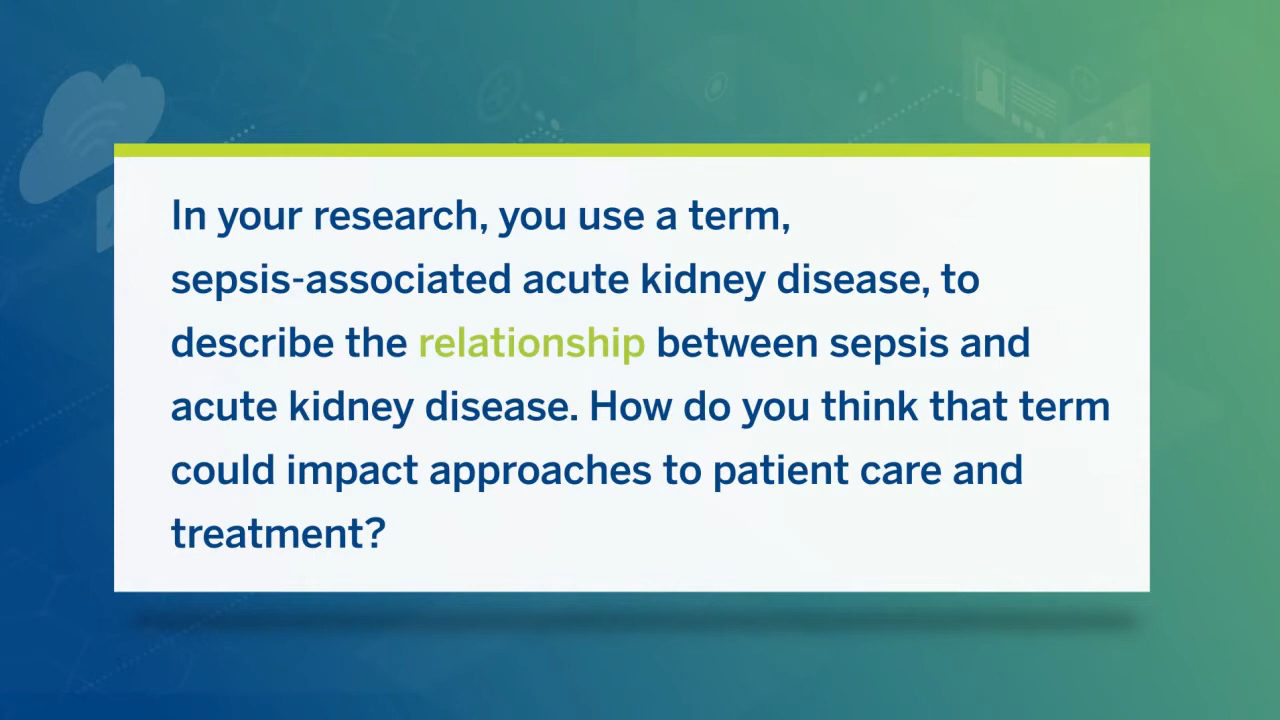 In your research, you use a term,
sepsis-associated acute kidney disease, to
describe the relationship between sepsis and
acute kidney disease. How do you think that term
could impact approaches to patient care and
treatment?